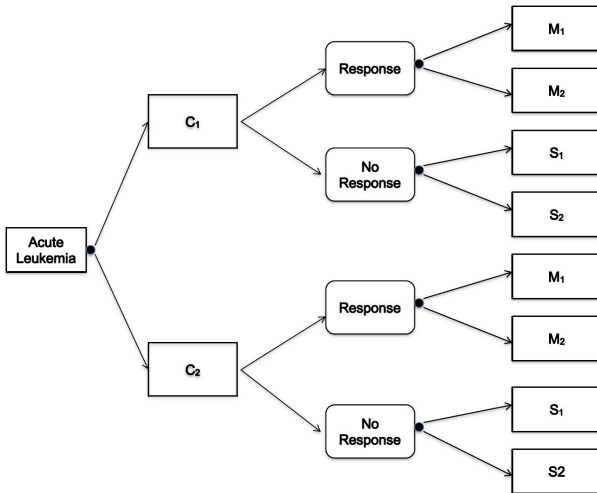 M₁
Response
M₂
C₁
S₁
No
Response
S₂
Acute
Leukemia
M₁
Response
M₂
C₂
S₁
No
Response
S2